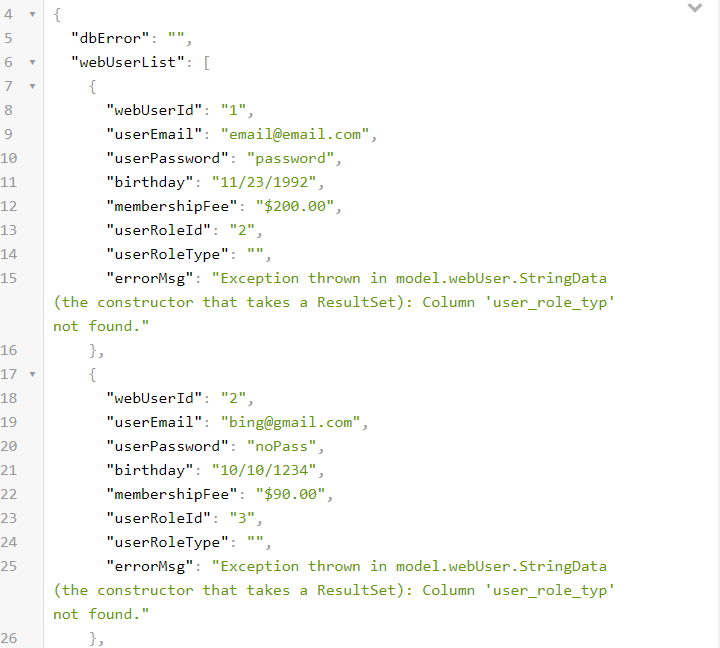 4 {
5 "dbError": "",
6 "webUserList": [
7 {
8 "webUserId": "1",
9 "userEmail": "email@email.com",
10 "userPassword": "password",
11 "birthday": "11/23/1992",
12 "membershipFee": "$200.00",
13 "userRoleId": "2",
14 "userRoleType": "",
15 "errorMsg": "Exception thrown in model.webUser.StringData
(the constructor that takes a ResultSet): Column 'user_role_typ'
not found."
16 },
17 {
18 "webUserId": "2",
19 "userEmail": "bing@gmail.com",
20 "userPassword": "noPass",
21 "birthday": "10/10/1234",
22 "membershipFee": "$90.00",
23 "userRoleId": "3",
24 "userRoleType": "",
25 "errorMsg": "Exception thrown in model.webUser.StringData
(the constructor that takes a ResultSet): Column 'user_role_typ'
not found."
26 },